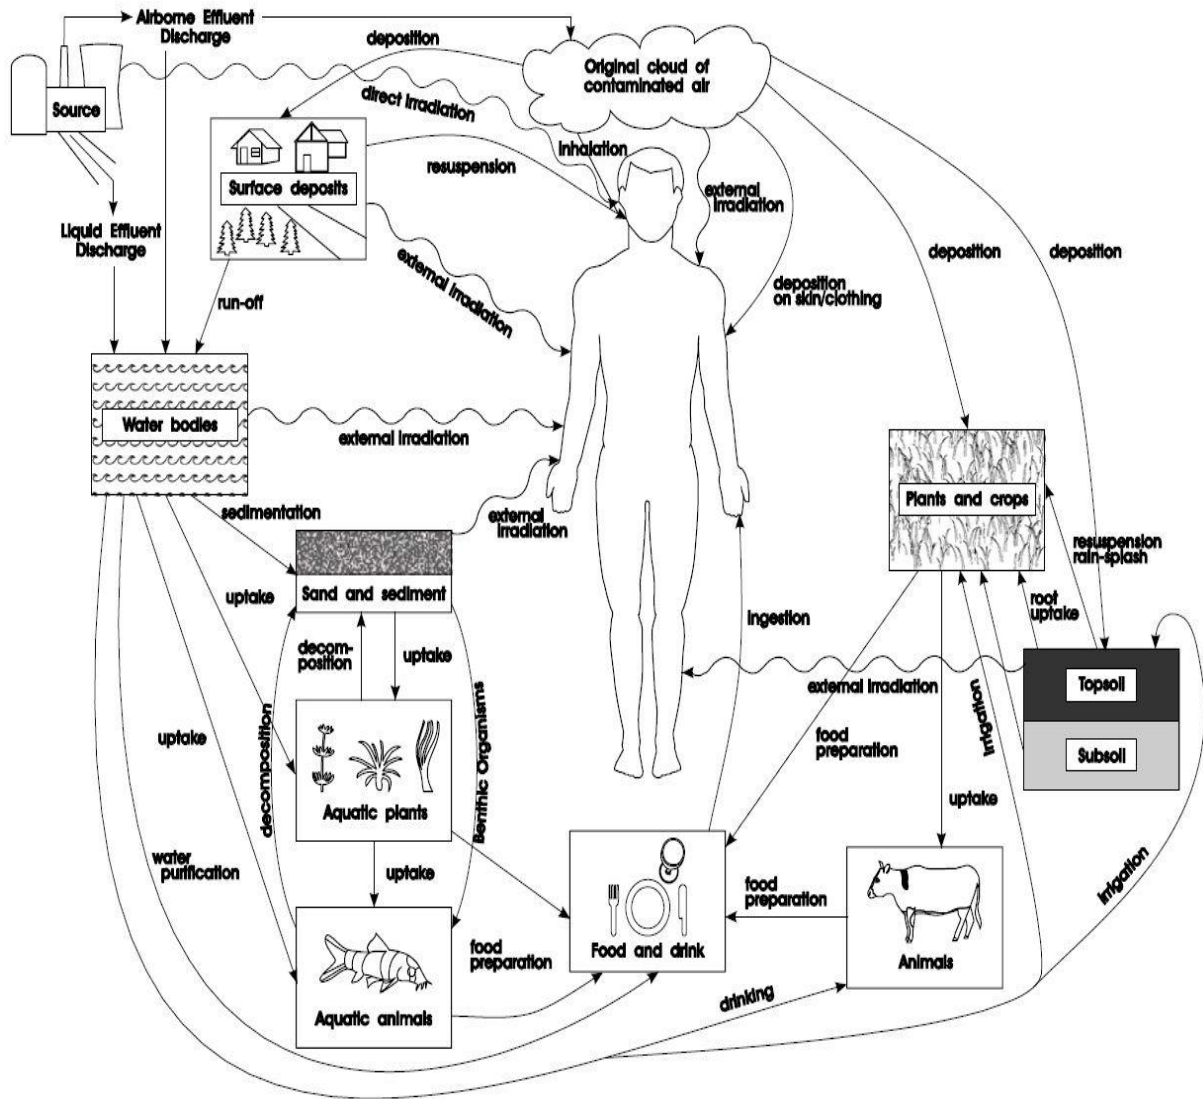 Airborne Effluent
Discharge
deposition
Original cloud of
contaminated air
Source
direct irradiation
inhalation
resuspension
Surface deposits
external
irradiation
Liquid Effluent
Discharge
deposition
deposition
external irradiation
deposition
on skin/clothing
run-off
Water bodies
external irradiation
Plants and crops
sedimentation
external
irradiation
resuspension
rain-splash
Sand and sediment
uptake
root
uptake
ingestion
decom-
position
uptake
external irradiation
Topsoil
irrigation
Subsoil
uptake
decomposition
Benthic Organisms
food
preparation
Aquatic plants
uptake
water
purification
uptake
irrigation
food
preparation
food
preparation
Food and drink
Animals
drinking
Aquatic animals